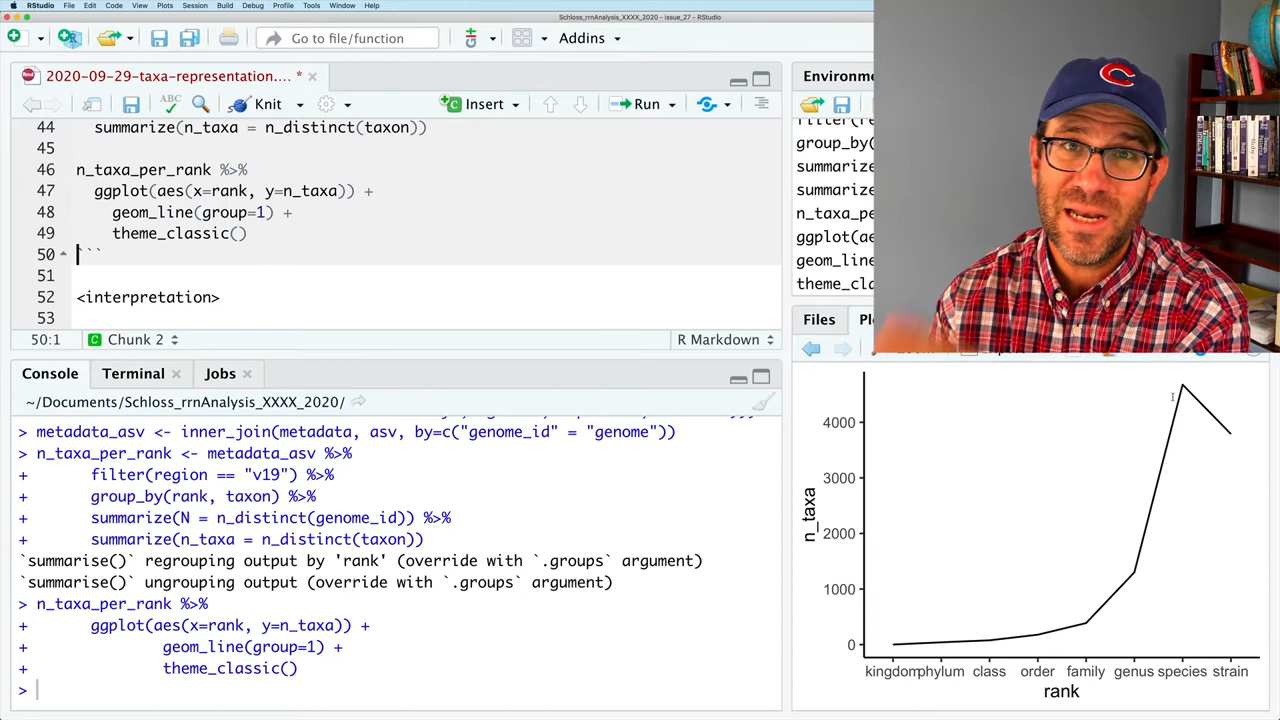 RStudio File Edit Code View Plots Session Build Debug Profile Tools Window Help
Schloss_rrnAnalysis_XXXX_2020 - issue_27 - RStudio
Go to file/function Addins
2020-09-29-taxa-representation.... *
ABC Knit Insert Run
44 summarize(n_taxa = n_distinct(taxon))
45
46 n_taxa_per_rank %>%
47 ggplot(aes(x=rank, y=n_taxa)) +
48 geom_line(group=1) +
49 theme_classic()
50 ```
51
52 <interpretation>
53
50:1 Chunk 2 R Markdown
Console Terminal Jobs
~/Documents/Schloss_rrnAnalysis_XXXX_2020/
> metadata_asv <- inner_join(metadata, asv, by=c("genome_id" = "genome"))
> n_taxa_per_rank <- metadata_asv %>%
+ filter(region == "v19") %>%
+ group_by(rank, taxon) %>%
+ summarize(N = n_distinct(genome_id)) %>%
+ summarize(n_taxa = n_distinct(taxon))
`summarise()` regrouping output by 'rank' (override with `.groups` argument)
`summarise()` ungrouping output (override with `.groups` argument)
> n_taxa_per_rank %>%
+ ggplot(aes(x=rank, y=n_taxa)) +
+ geom_line(group=1) +
+ theme_classic()
>
Environ
filter(re
group_by(
summarize
summarize
n_taxa_pe
ggplot(ae
geom_line
theme_cla
C
Files Pl
4000
3000
2000
1000
0
n_taxa
kingdom phylum class order family genus species strain
rank